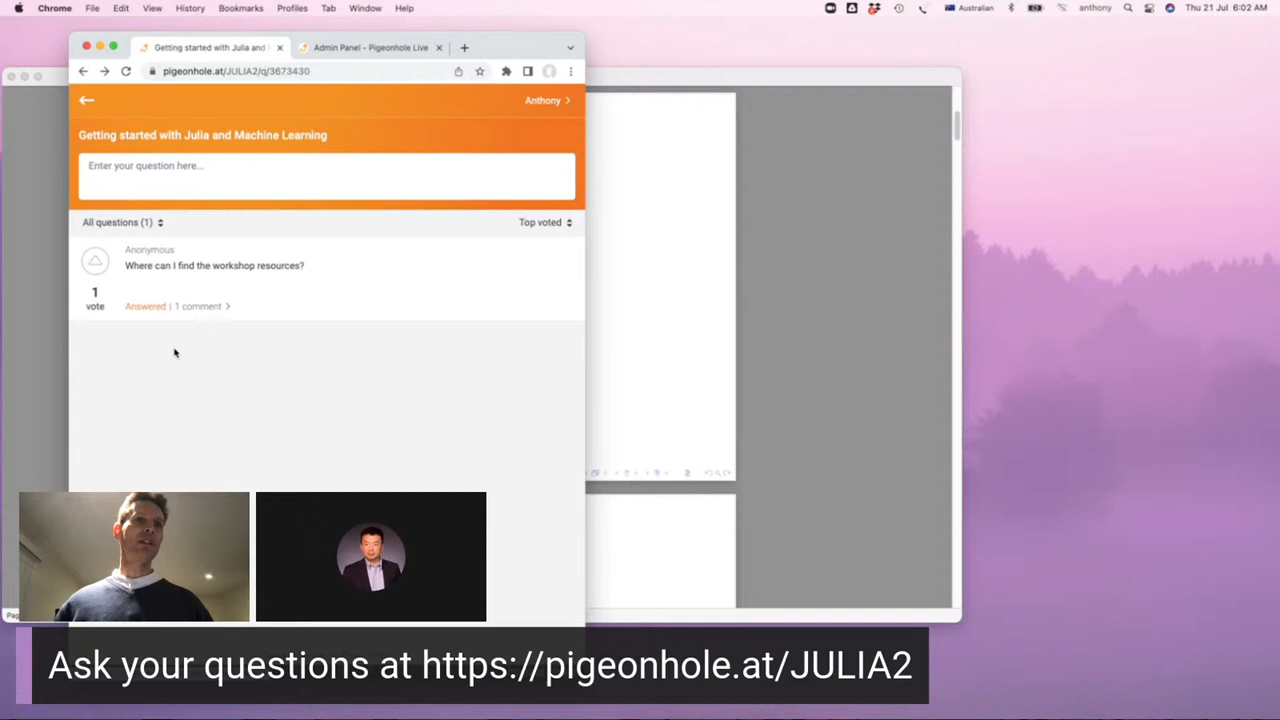 Chrome File Edit View History Bookmarks Profiles Tab Window Help
Australian
anthony
Thu 21 Jul 6:02 AM
Getting started with Julia and
Admin Panel - Pigeonhole Live
pigeonhole.at/JULIA2/q/3673430
Anthony
Getting started with Julia and Machine Learning
Enter your question here...
All questions (1)
Top voted
Anonymous
Where can I find the workshop resources?
1
vote
Answered | 1 comment
Ask your questions at https://pigeonhole.at/JULIA2